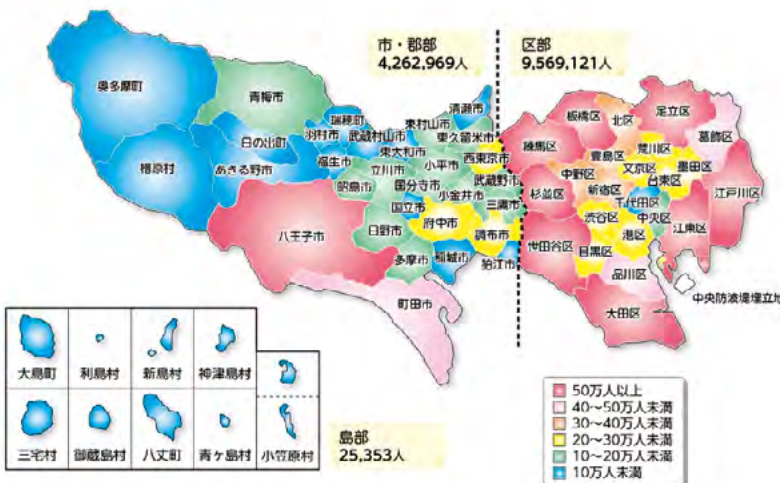 市・郡部
4,262,969人
区部
9,569,121人
奥多摩町
青梅市
檜原村
日の出町
あきる野市
瑞穂町
羽村市
武蔵村山市
福生市
東大和市
東村山市
清瀬市
東久留米市
西東京市
昭島市
立川市
小平市
国分寺市
小金井市
武蔵野市
三鷹市
国立市
府中市
調布市
八王子市
日野市
多摩市
稲城市
狛江市
町田市
練馬区
板橋区
北区
足立区
葛飾区
豊島区
荒川区
文京区
墨田区
台東区
中野区
新宿区
千代田区
杉並区
江戸川区
渋谷区
中央区
港区
江東区
世田谷区
目黒区
品川区
大田区
中央防波堤埋立地
大島町
利島村
新島村
神津島村
三宅村
御蔵島村
八丈町
青ヶ島村
小笠原村
島部
25,353人
50万人以上
40〜50万人未満
30〜40万人未満
20〜30万人未満
10〜20万人未満
10万人未満